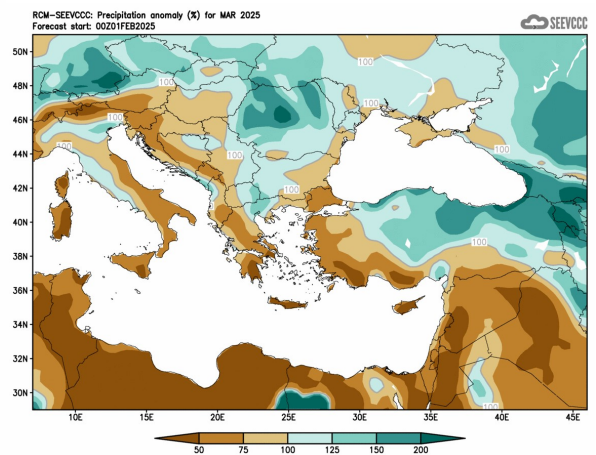 RCM-SEEVCCC: Precipitation anomaly (%) for MAR 2025
Forecast start: 00Z01FEB2025
SEEVCCC
50N
48N
46N
44N
42N
40N
38N
36N
34N
32N
30N
100
100
100
100
100
100
100
100
100
100
10E
15E
20E
25E
30E
35E
40E
45E
50
75
100
125
150
200